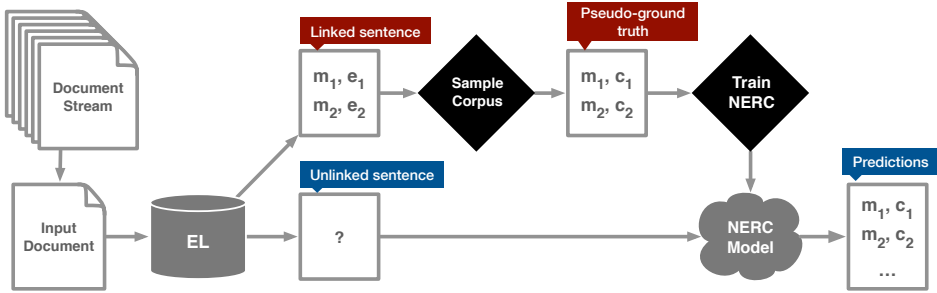 Document
Stream
Linked sentence
m1, e1
m2, e2
Sample
Corpus
Pseudo-ground
truth
m1, c1
m2, c2
Train
NERC
Input
Document
EL
Unlinked sentence
?
NERC
Model
Predictions
m1, c1
m2, c2
...